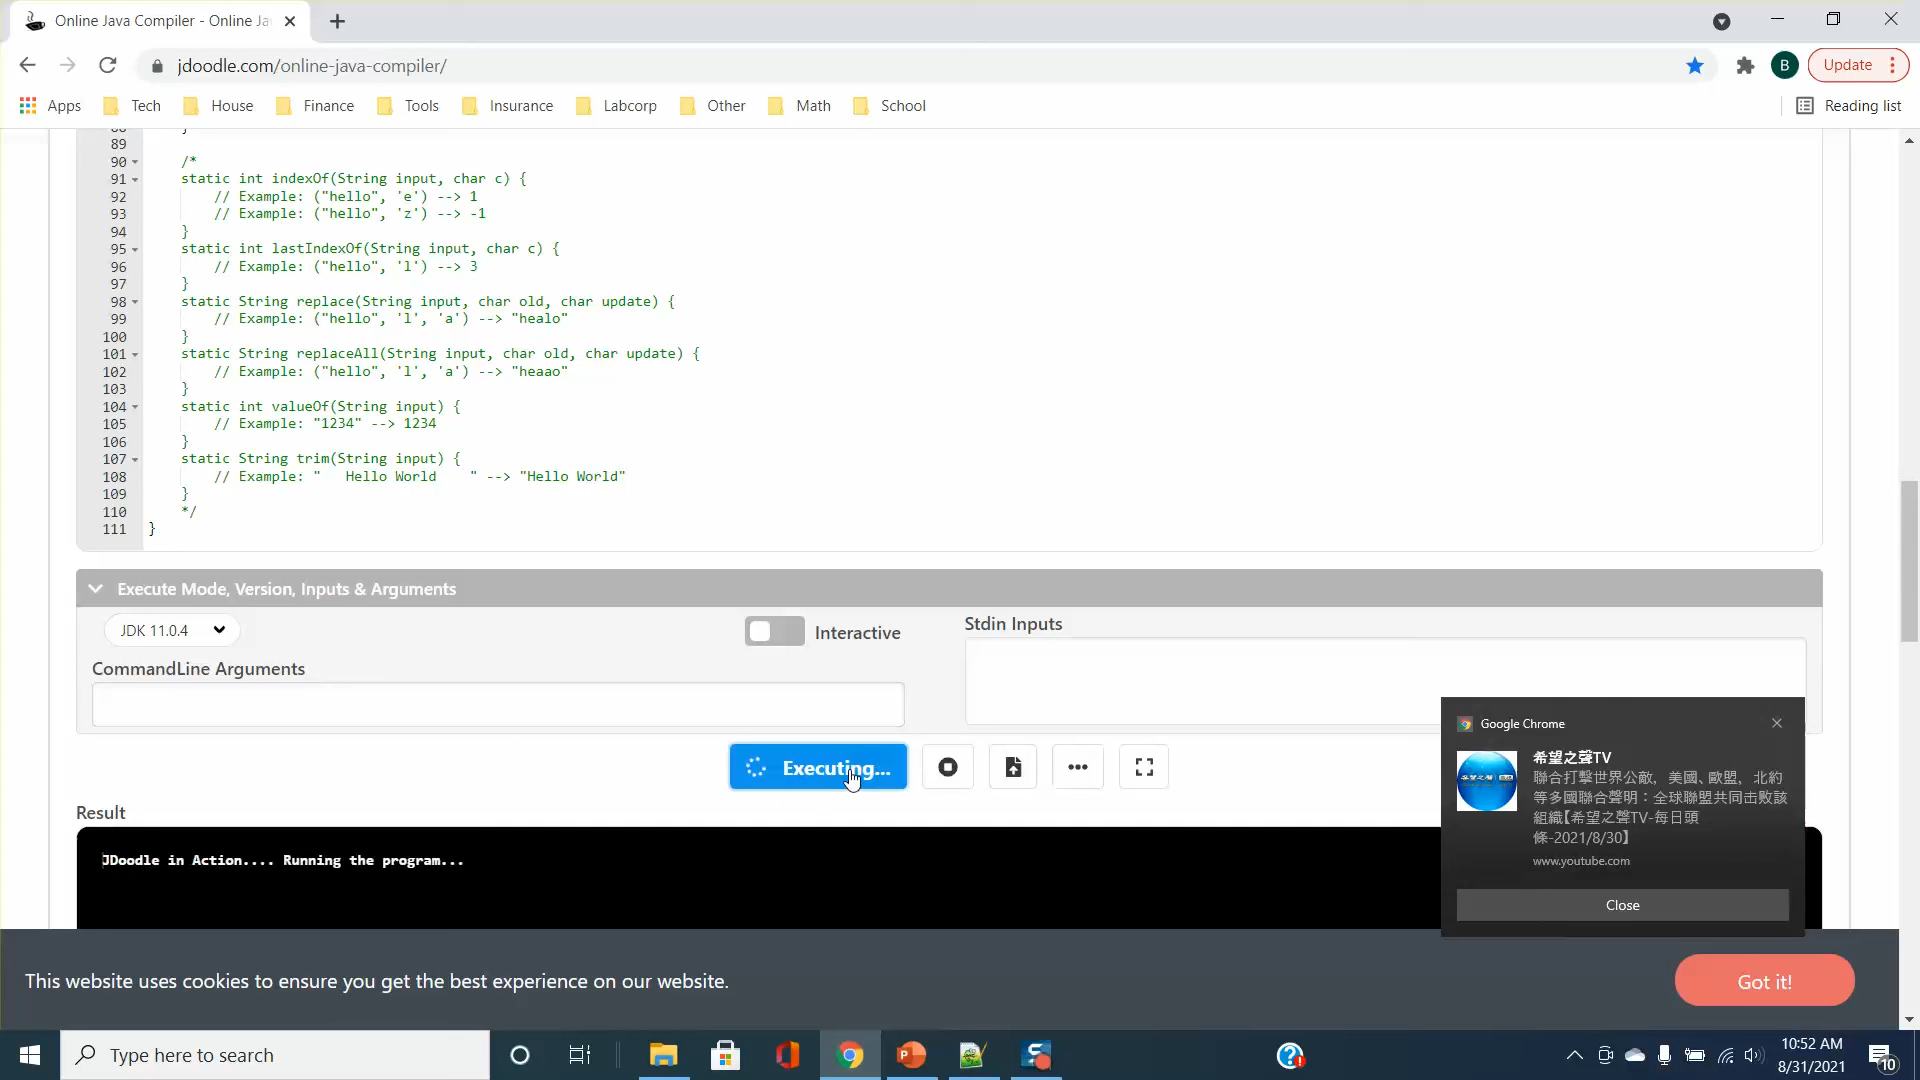 Online Java Compiler - Online Ja
jdoodle.com/online-java-compiler/
B
Update
Apps
Tech
House
Finance
Tools
Insurance
Labcorp
Other
Math
School
Reading list
88 }
89
90 /*
91 static int indexOf(String input, char c) {
92 // Example: ("hello", 'e') --> 1
93 // Example: ("hello", 'z') --> -1
94 }
95 static int lastIndexOf(String input, char c) {
96 // Example: ("hello", 'l') --> 3
97 }
98 static String replace(String input, char old, char update) {
99 // Example: ("hello", 'l', 'a') --> "healo"
100 }
101 static String replaceAll(String input, char old, char update) {
102 // Example: ("hello", 'l', 'a') --> "heaao"
103 }
104 static int valueOf(String input) {
105 // Example: "1234" --> 1234
106 }
107 static String trim(String input) {
108 // Example: "   Hello World    " --> "Hello World"
109 }
110 */
111 }
Execute Mode, Version, Inputs & Arguments
JDK 11.0.4
Interactive
Stdin Inputs
CommandLine Arguments
Executing...
Result
JDoodle in Action.... Running the program...
Google Chrome
希望之聲TV
聯合打擊世界公敵，美國、歐盟，北約
等多國聯合聲明：全球聯盟共同击败該
組織【希望之聲TV-每日頭
條-2021/8/30】
www.youtube.com
Close
This website uses cookies to ensure you get the best experience on our website.
Got it!
Type here to search
10:52 AM
8/31/2021
10